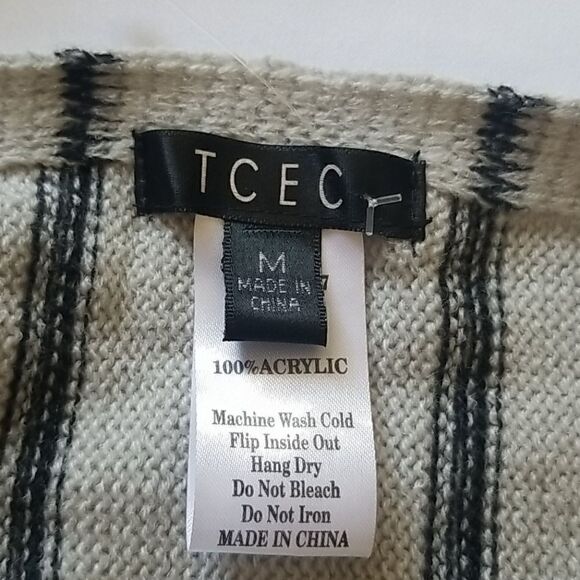 TCEC
M
MADE IN
CHINA
100%ACRYLIC
Machine Wash Cold
Flip Inside Out
Hang Dry
Do Not Bleach
Do Not Iron
MADE IN CHINA